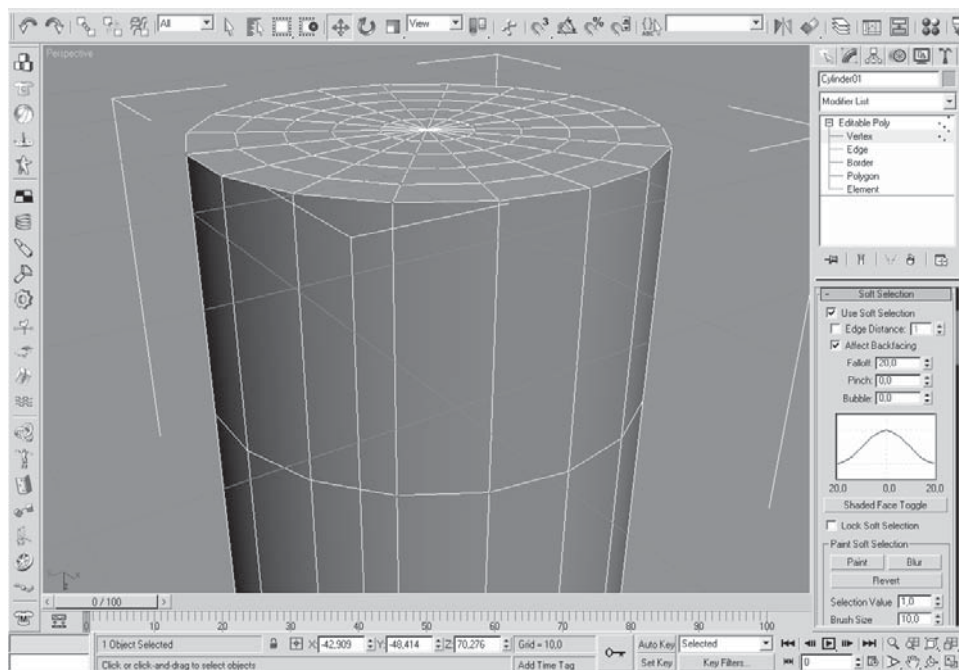 All
View
ABC
Perspective
Cylinder01
Modifier List
Editable Poly
Vertex
Edge
Border
Polygon
Element
Soft Selection
Use Soft Selection
Edge Distance: 1
Affect Backfacing
Falloff: 20,0
Pinch: 0,0
Bubble: 0,0
20,0 0,0 20,0
Shaded Face Toggle
Lock Soft Selection
Paint Soft Selection
Paint Blur
Revert
Selection Value 1,0
Brush Size 10,0
0 / 100
0 10 20 30 40 50 60 70 80 90 100
1 Object Selected X: -42,909 Y: -48,414 Z: 70,276 Grid = 10,0 Auto Key Selected
Click or click-and-drag to select objects Add Time Tag Set Key Key Filters... 0